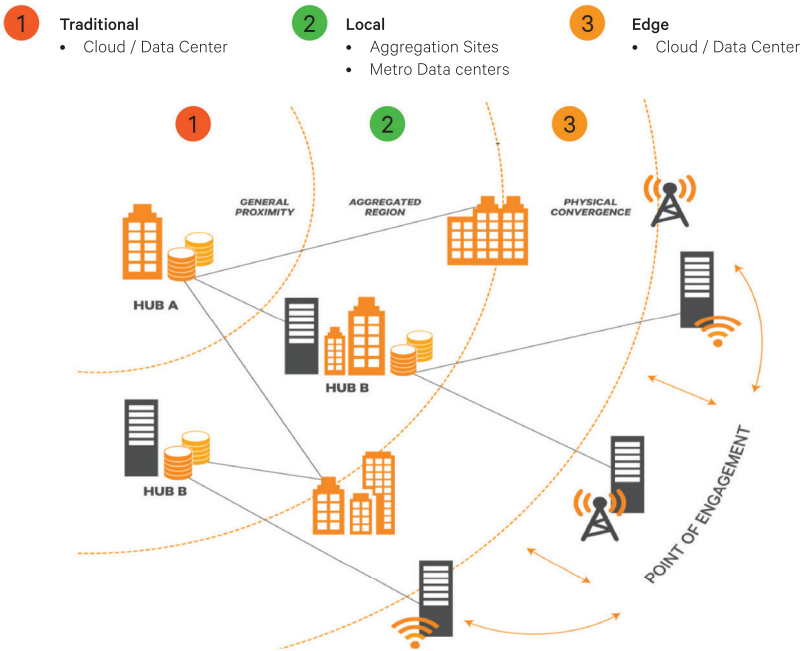 1
Traditional
• Cloud / Data Center
2
Local
• Aggregation Sites
• Metro Data centers
3
Edge
• Cloud / Data Center
1
2
3
GENERAL
PROXIMITY
AGGREGATED
REGION
PHYSICAL
CONVERGENCE
HUB A
HUB B
HUB B
POINT OF ENGAGEMENT